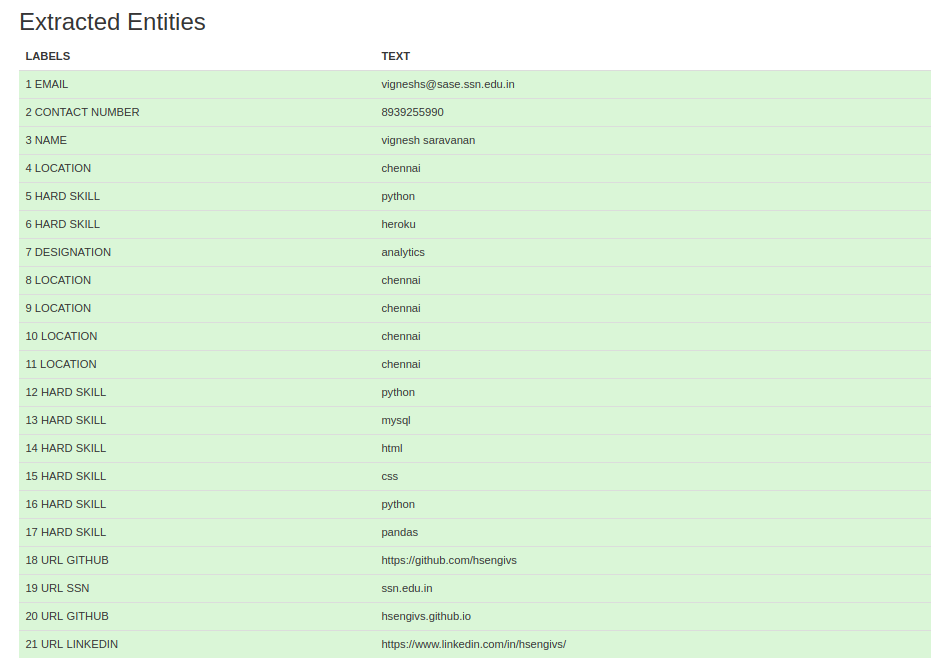 Extracted Entities
LABELS TEXT
1 EMAIL vigneshs@sase.ssn.edu.in
2 CONTACT NUMBER 8939255990
3 NAME vignesh saravanan
4 LOCATION chennai
5 HARD SKILL python
6 HARD SKILL heroku
7 DESIGNATION analytics
8 LOCATION chennai
9 LOCATION chennai
10 LOCATION chennai
11 LOCATION chennai
12 HARD SKILL python
13 HARD SKILL mysql
14 HARD SKILL html
15 HARD SKILL css
16 HARD SKILL python
17 HARD SKILL pandas
18 URL GITHUB https://github.com/hsengivs
19 URL SSN ssn.edu.in
20 URL GITHUB hsengivs.github.io
21 URL LINKEDIN https://www.linkedin.com/in/hsengivs/